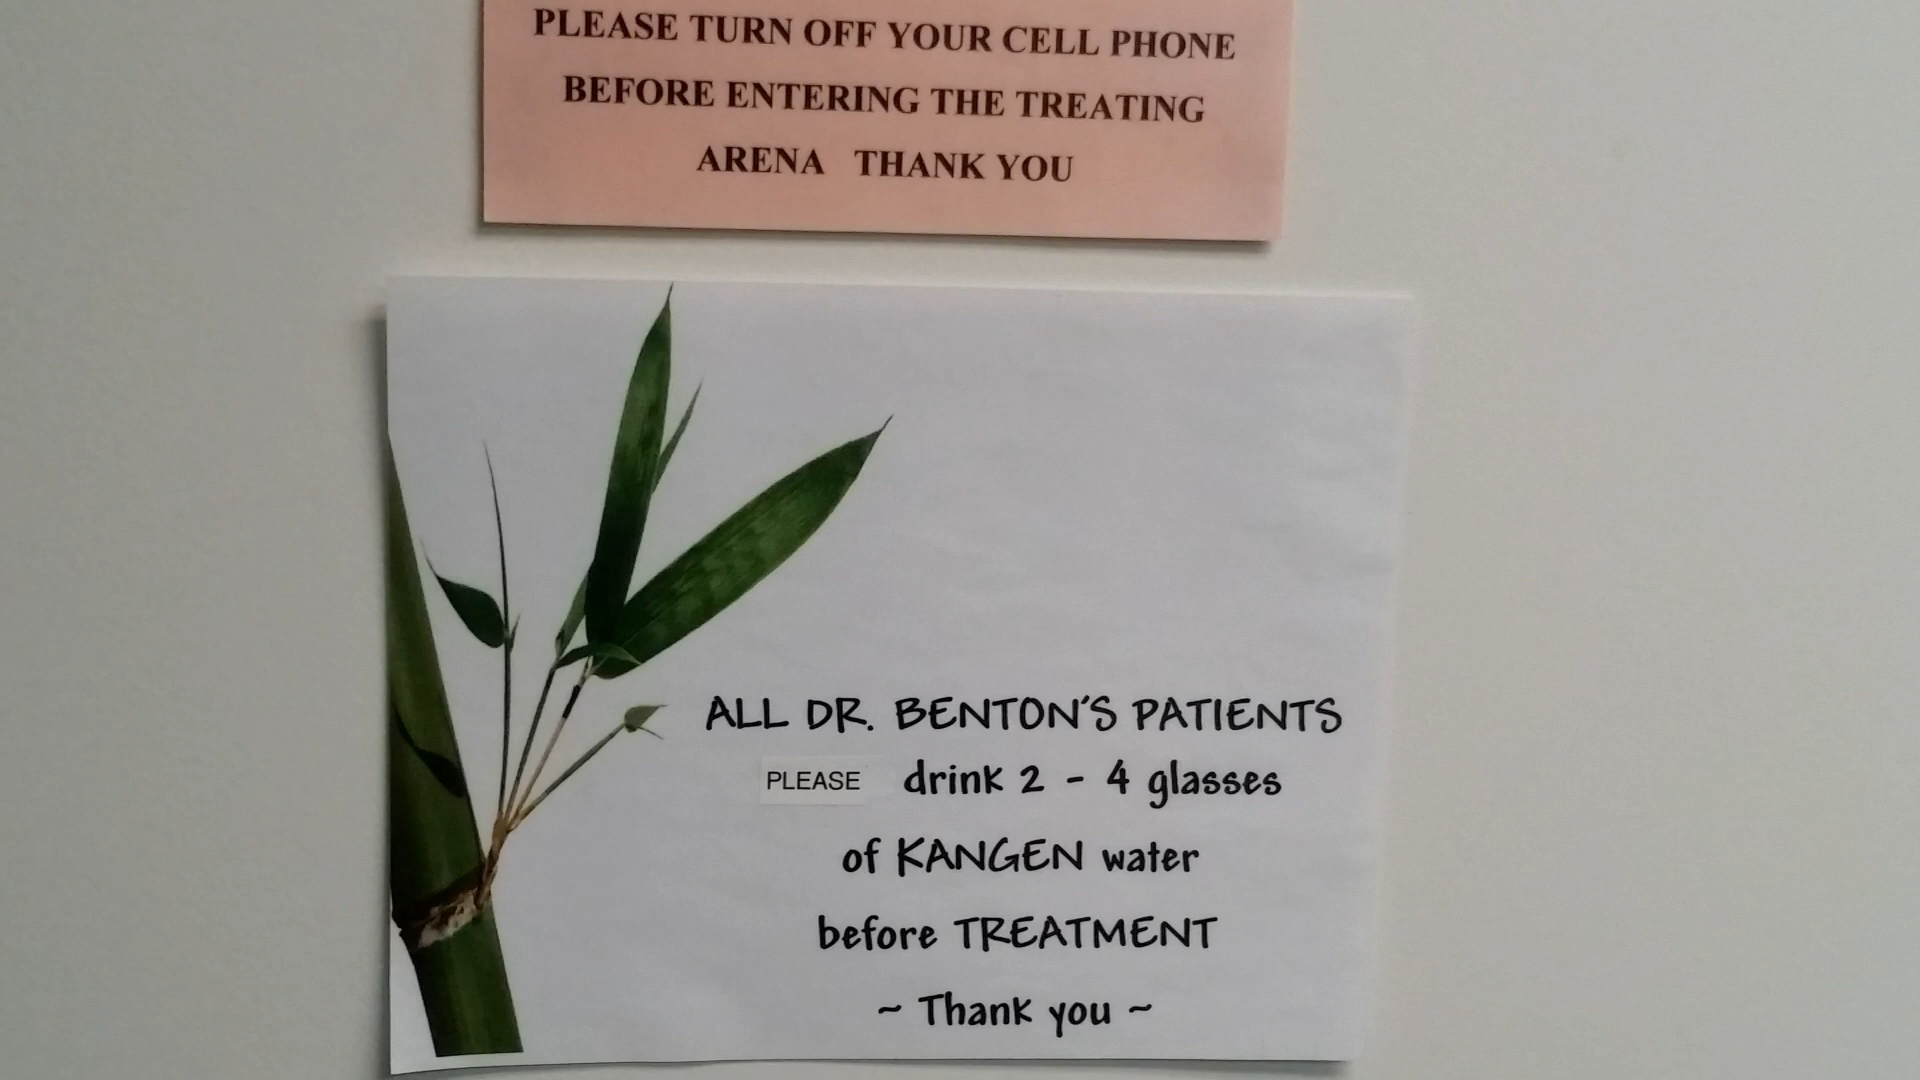 PLEASE TURN OFF YOUR CELL PHONE
BEFORE ENTERING THE TREATING
ARENA THANK YOU
ALL DR. BENTON'S PATIENTS
PLEASE drink 2 - 4 glasses
of KANGEN water
before TREATMENT
~ Thank you ~